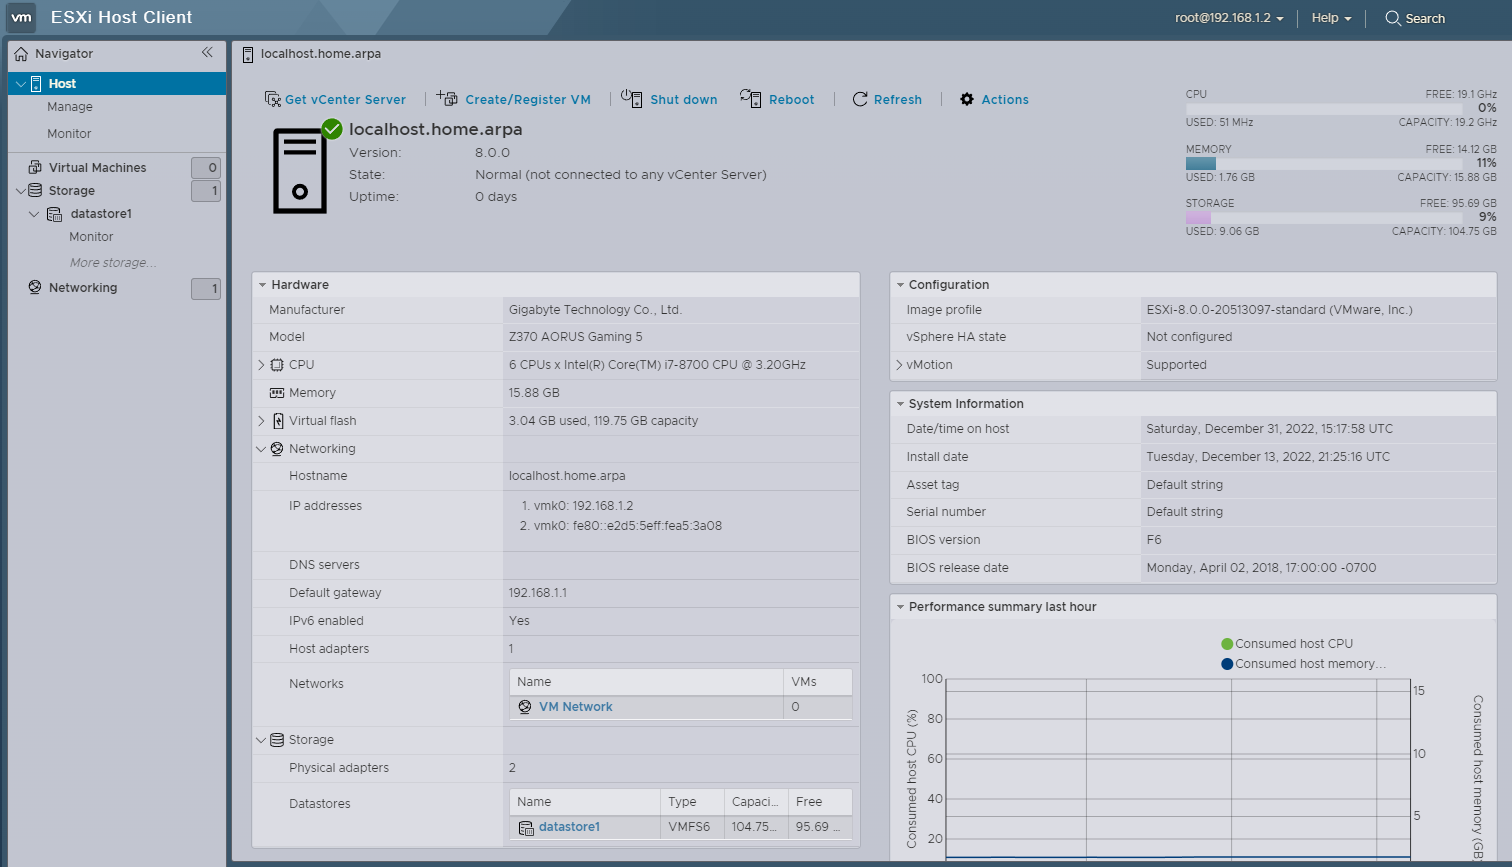 vm ESXi Host Client
root@192.168.1.2 Help Search
Navigator
Host
Manage
Monitor
Virtual Machines 0
Storage 1
datastore1
Monitor
More storage...
Networking 1
localhost.home.arpa
Get vCenter Server Create/Register VM Shut down Reboot Refresh Actions
localhost.home.arpa
Version: 8.0.0
State: Normal (not connected to any vCenter Server)
Uptime: 0 days
CPU FREE: 19.1 GHz
0%
USED: 51 MHz CAPACITY: 19.2 GHz
MEMORY FREE: 14.12 GB
11%
USED: 1.76 GB CAPACITY: 15.88 GB
STORAGE FREE: 95.69 GB
9%
USED: 9.06 GB CAPACITY: 104.75 GB
Hardware
Manufacturer Gigabyte Technology Co., Ltd.
Model Z370 AORUS Gaming 5
CPU 6 CPUs x Intel(R) Core(TM) i7-8700 CPU @ 3.20GHz
Memory 15.88 GB
Virtual flash 3.04 GB used, 119.75 GB capacity
Networking
Hostname localhost.home.arpa
IP addresses 1. vmk0: 192.168.1.2
2. vmk0: fe80::e2d5:5eff:fea5:3a08
DNS servers
Default gateway 192.168.1.1
IPv6 enabled Yes
Host adapters 1
Networks Name VMs
VM Network 0
Storage
Physical adapters 2
Datastores Name Type Capaci... Free
datastore1 VMFS6 104.75... 95.69 ...
Configuration
Image profile ESXi-8.0.0-20513097-standard (VMware, Inc.)
vSphere HA state Not configured
vMotion Supported
System Information
Date/time on host Saturday, December 31, 2022, 15:17:58 UTC
Install date Tuesday, December 13, 2022, 21:25:16 UTC
Asset tag Default string
Serial number Default string
BIOS version F6
BIOS release date Monday, April 02, 2018, 17:00:00 -0700
Performance summary last hour
Consumed host CPU
Consumed host memory...
Consumed host CPU (%)
100
80
60
40
20
15
10
5
Consumed host memory (GB